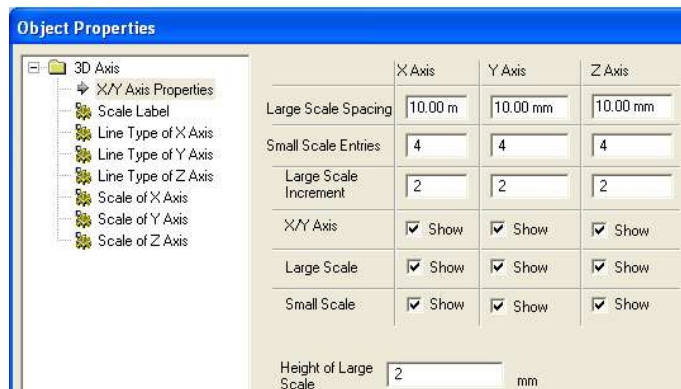 Object Properties
3D Axis
X/Y Axis Properties
Scale Label
Line Type of X Axis
Line Type of Y Axis
Line Type of Z Axis
Scale of X Axis
Scale of Y Axis
Scale of Z Axis
X Axis Y Axis Z Axis
Large Scale Spacing 10.00 m 10.00 mm 10.00 mm
Small Scale Entries 4 4 4
Large Scale
Increment 2 2 2
X/Y Axis Show Show Show
Large Scale Show Show Show
Small Scale Show Show Show
Height of Large
Scale 2 mm